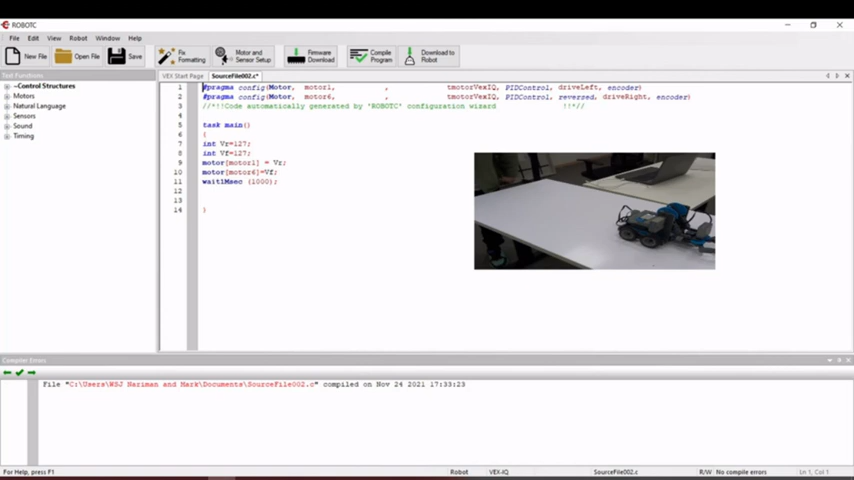 ROBOTC
File Edit View Robot Window Help
New File Open File Save Fix Formatting Motor and Sensor Setup Firmware Download Compile Program Download to Robot
Text Functions
VEX Start Page SourceFile002.c*
Control Structures
Motors
Natural Language
Sensors
Sound
Timing
1 #pragma config(Motor, motor1, , tmotorVexIQ, PIDControl, driveLeft, encoder)
2 #pragma config(Motor, motor6, , tmotorVexIQ, PIDControl, reversed, driveRight, encoder)
3 //*!!Code automatically generated by 'ROBOTC' configuration wizard !!*//
4
5 task main()
6 {
7 int Vr=127;
8 int Vf=127;
9 motor[motor1] = Vr;
10 motor[motor6]=Vf;
11 wait1Msec (1000);
12
13
14 }
Compiler Errors
File "C:\Users\WSJ Nariman and Mark\Documents\SourceFile002.c" compiled on Nov 24 2021 17:33:23
For Help, press F1 Robot VEX-IQ SourceFile002.c R/W No compile errors Ln 1, Col 1